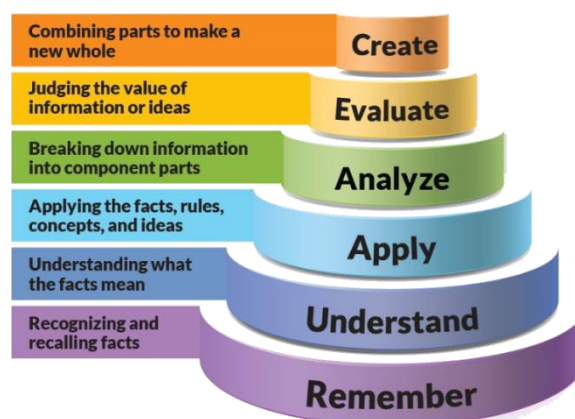 Combining parts to make a
new whole
Create
Judging the value of
information or ideas
Evaluate
Breaking down information
into component parts
Analyze
Applying the facts, rules,
concepts, and ideas
Apply
Understanding what
the facts mean
Understand
Recognizing and
recalling facts
Remember